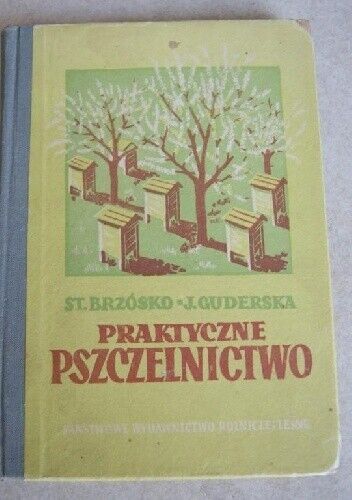 ST. BRZÓSKO - J. GUDERSKA
PRAKTYCZNE
PSZCZELNICTWO
PAŃSTWOWE WYDAWNICTWO ROLNICZE I LEŚNE